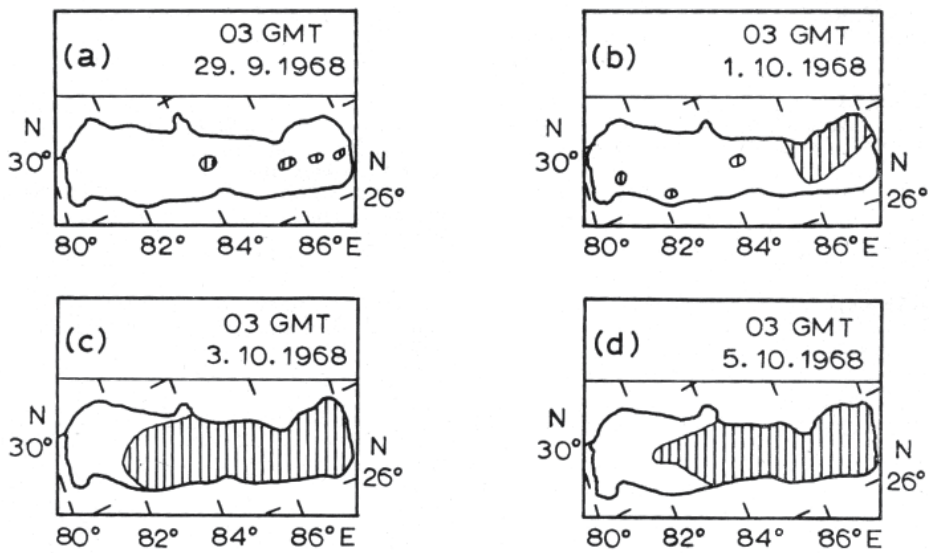 (a)
03 GMT
29. 9. 1968
N
30°
N
26°
80° 82° 84° 86° E
(b)
03 GMT
1. 10. 1968
N
30°
N
26°
80° 82° 84° 86° E
(c)
03 GMT
3. 10. 1968
N
30°
N
26°
80° 82° 84° 86° E
(d)
03 GMT
5. 10. 1968
N
30°
N
26°
80° 82° 84° 86° E